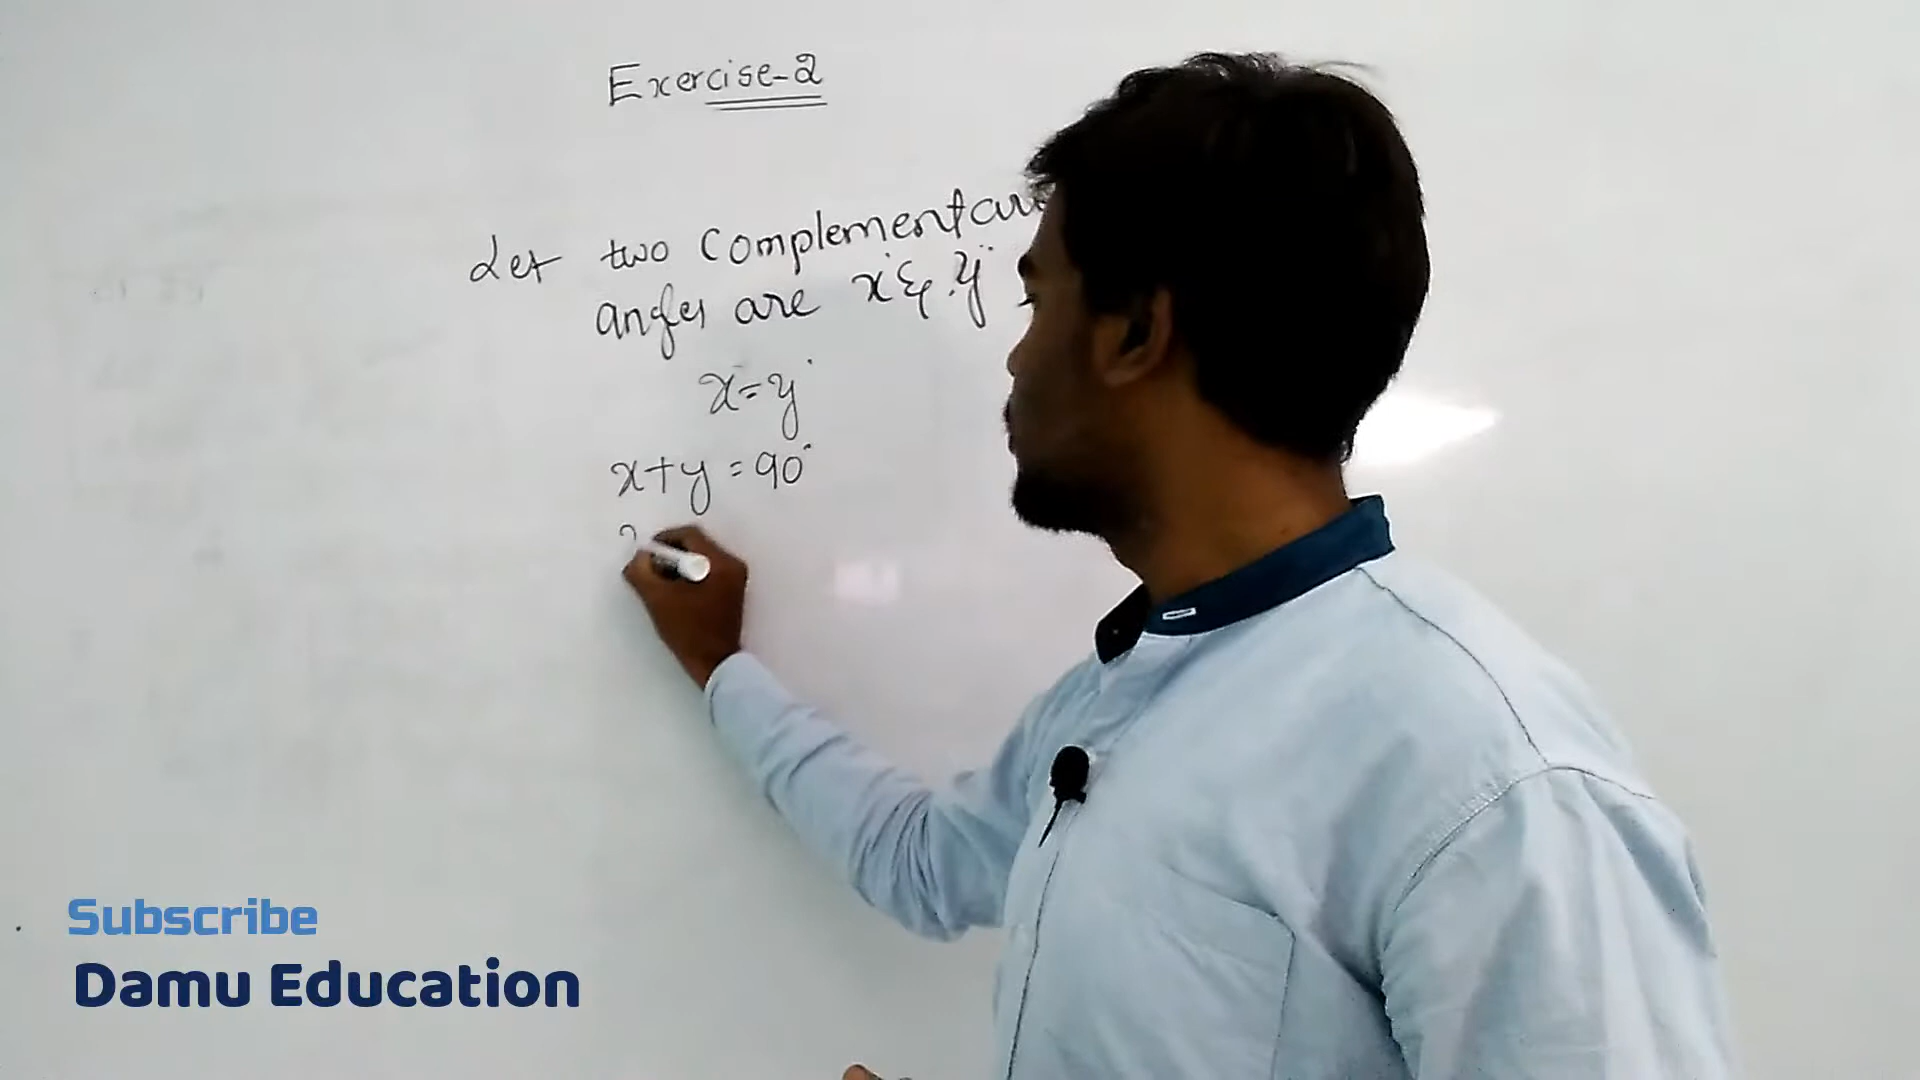 Exercise-2
Let two Complementary
angles are x° & y°
x° = y°
x + y = 90°
Subscribe
Damu Education